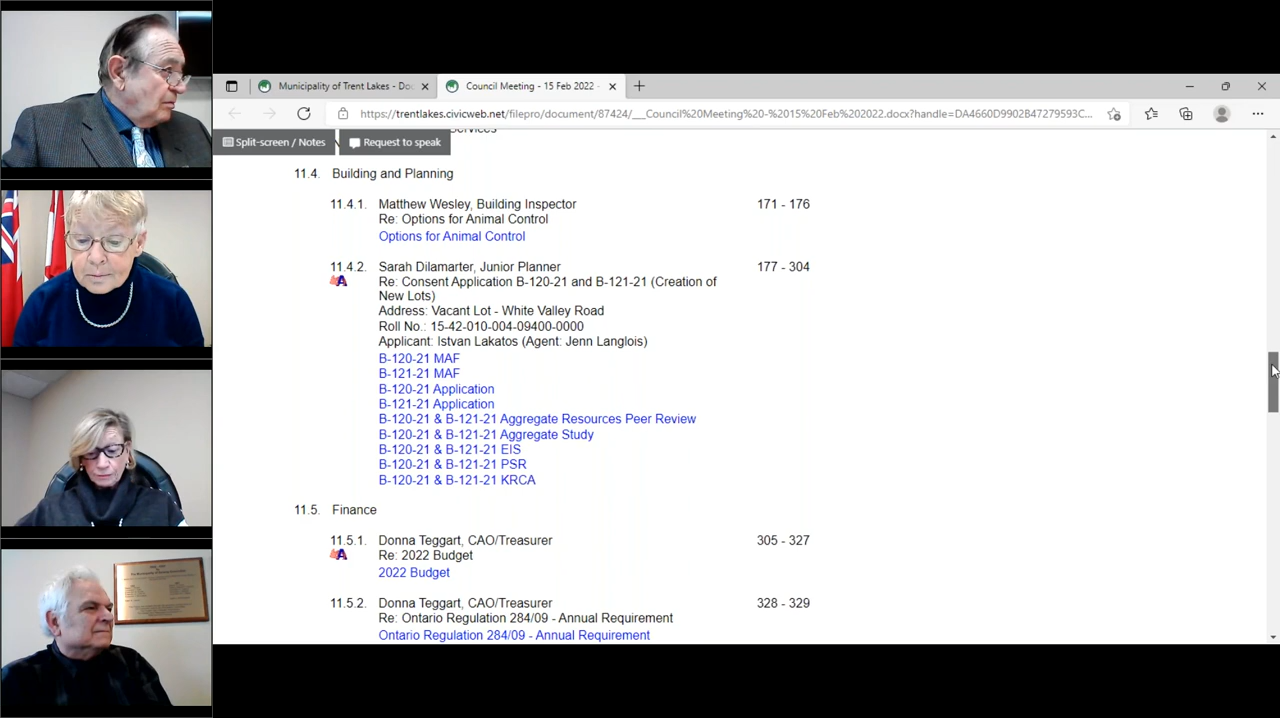 Municipality of Trent Lakes - Dou
Council Meeting - 15 Feb 2022 -
https://trentlakes.civicweb.net/filepro/document/87424/___Council%20Meeting%20-%2015%20Feb%202022.docx?handle=DA4660D9902B47279593C...
Services
Split-screen / Notes
Request to speak
11.4. Building and Planning
11.4.1. Matthew Wesley, Building Inspector 171 - 176
Re: Options for Animal Control
Options for Animal Control
11.4.2. Sarah Dilamarter, Junior Planner 177 - 304
Re: Consent Application B-120-21 and B-121-21 (Creation of
New Lots)
Address: Vacant Lot - White Valley Road
Roll No.: 15-42-010-004-09400-0000
Applicant: Istvan Lakatos (Agent: Jenn Langlois)
B-120-21 MAF
B-121-21 MAF
B-120-21 Application
B-121-21 Application
B-120-21 & B-121-21 Aggregate Resources Peer Review
B-120-21 & B-121-21 Aggregate Study
B-120-21 & B-121-21 EIS
B-120-21 & B-121-21 PSR
B-120-21 & B-121-21 KRCA
11.5. Finance
11.5.1. Donna Teggart, CAO/Treasurer 305 - 327
Re: 2022 Budget
2022 Budget
11.5.2. Donna Teggart, CAO/Treasurer 328 - 329
Re: Ontario Regulation 284/09 - Annual Requirement
Ontario Regulation 284/09 - Annual Requirement